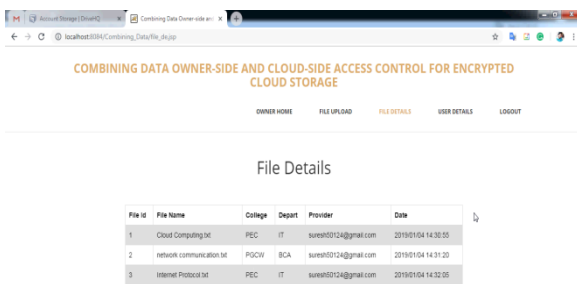 Account Storage | DriveHQ
Combining Data Owner-side and
localhost:8084/Combining_Data/file_de.jsp
COMBINING DATA OWNER-SIDE AND CLOUD-SIDE ACCESS CONTROL FOR ENCRYPTED
CLOUD STORAGE
OWNER HOME FILE UPLOAD FILE DETAILS USER DETAILS LOGOUT
File Details
File Id File Name College Depart Provider Date
1 Cloud Computing.txt PEC IT suresh50124@gmail.com 2019/01/04 14:30:55
2 network communication.txt PGCW BCA suresh50124@gmail.com 2019/01/04 14:31:20
3 Internet Protocol.txt PEC IT suresh50124@gmail.com 2019/01/04 14:32:05